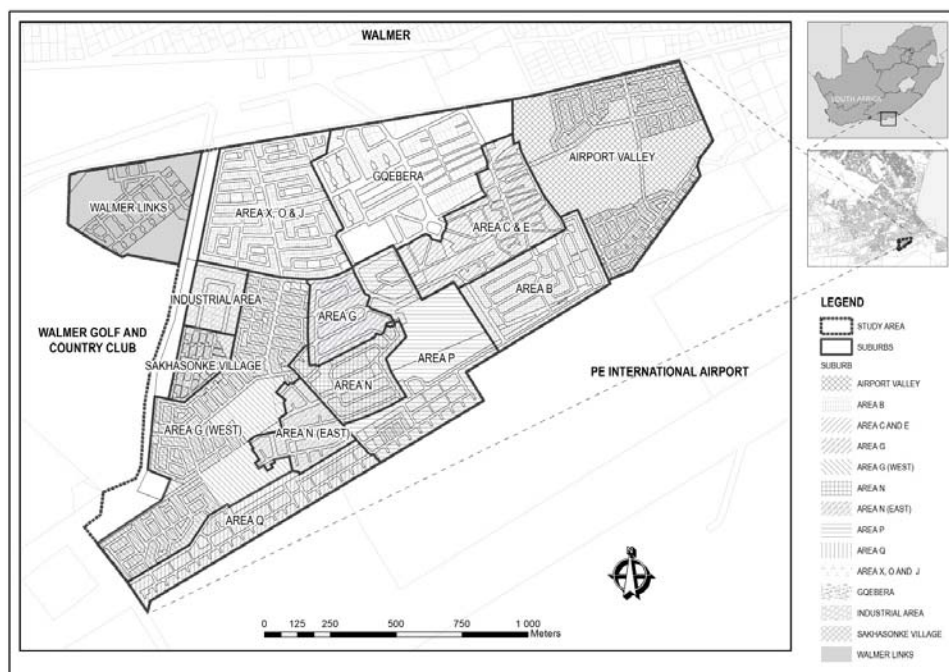 WALMER
SOUTH AFRICA
AIRPORT VALLEY
GQEBERA
WALMER LINKS
AREA X, O & J
AREA C & E
INDUSTRIAL AREA
AREA B
AREA G
WALMER GOLF AND
COUNTRY CLUB
SAKHASONKE VILLAGE
AREA P
PE INTERNATIONAL AIRPORT
AREA N
AREA G (WEST)
AREA N (EAST)
AREA Q
0 125 250 500 750 1 000
Meters
LEGEND
STUDY AREA
SUBURBS
SUBURB
AIRPORT VALLEY
AREA B
AREA C AND E
AREA G
AREA G (WEST)
AREA N
AREA N (EAST)
AREA P
AREA Q
AREA X, O AND J
GQEBERA
INDUSTRIAL AREA
SAKHASONKE VILLAGE
WALMER LINKS